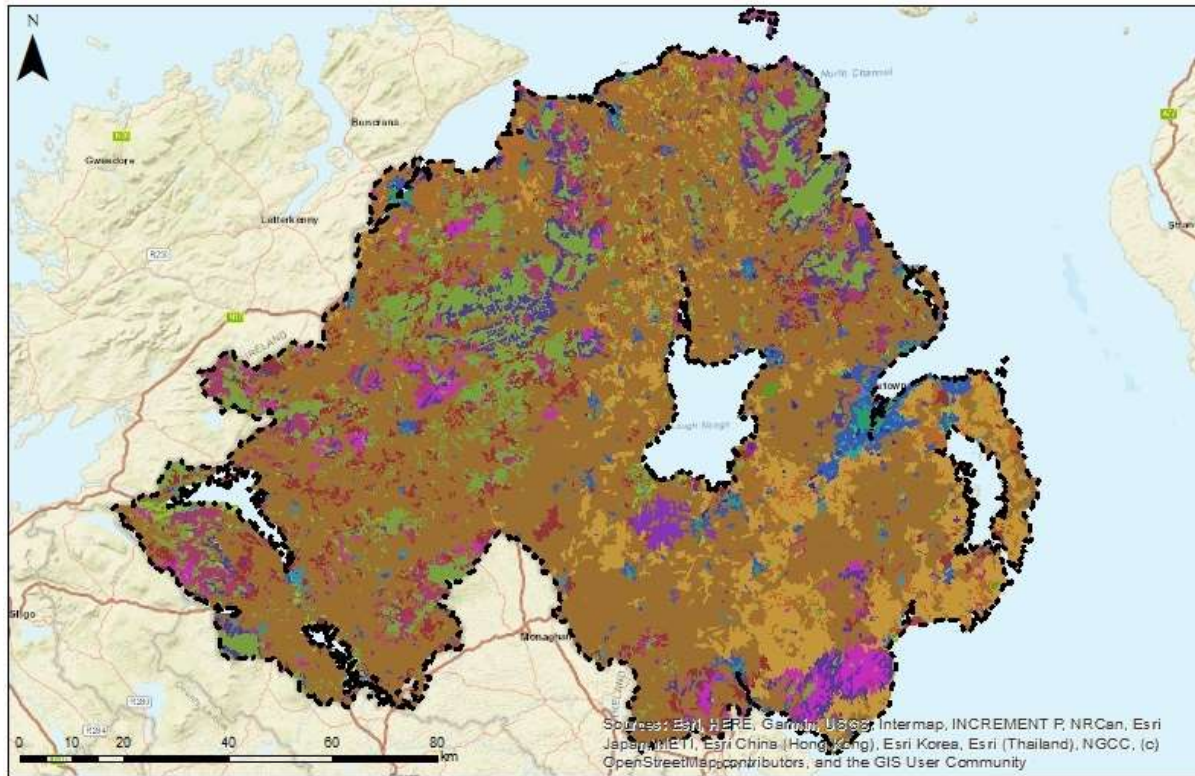 N
North Channel
Buncrana
Gweedore
Letterkenny
IRELAND
town
Lough Neagh
Sligo
Monaghan
0 10 20 40 60 80
km
Sources: Esri, HERE, Garmin, USGS, Intermap, INCREMENT P, NRCan, Esri
Japan, METI, Esri China (Hong Kong), Esri Korea, Esri (Thailand), NGCC, (c)
OpenStreetMap contributors, and the GIS User Community